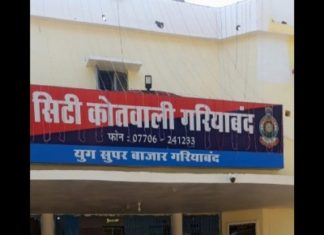 सिटी कोतवाली गरियाबंद
फोन : 07706 - 241233
युग सुपर बाजार गरियाबंद